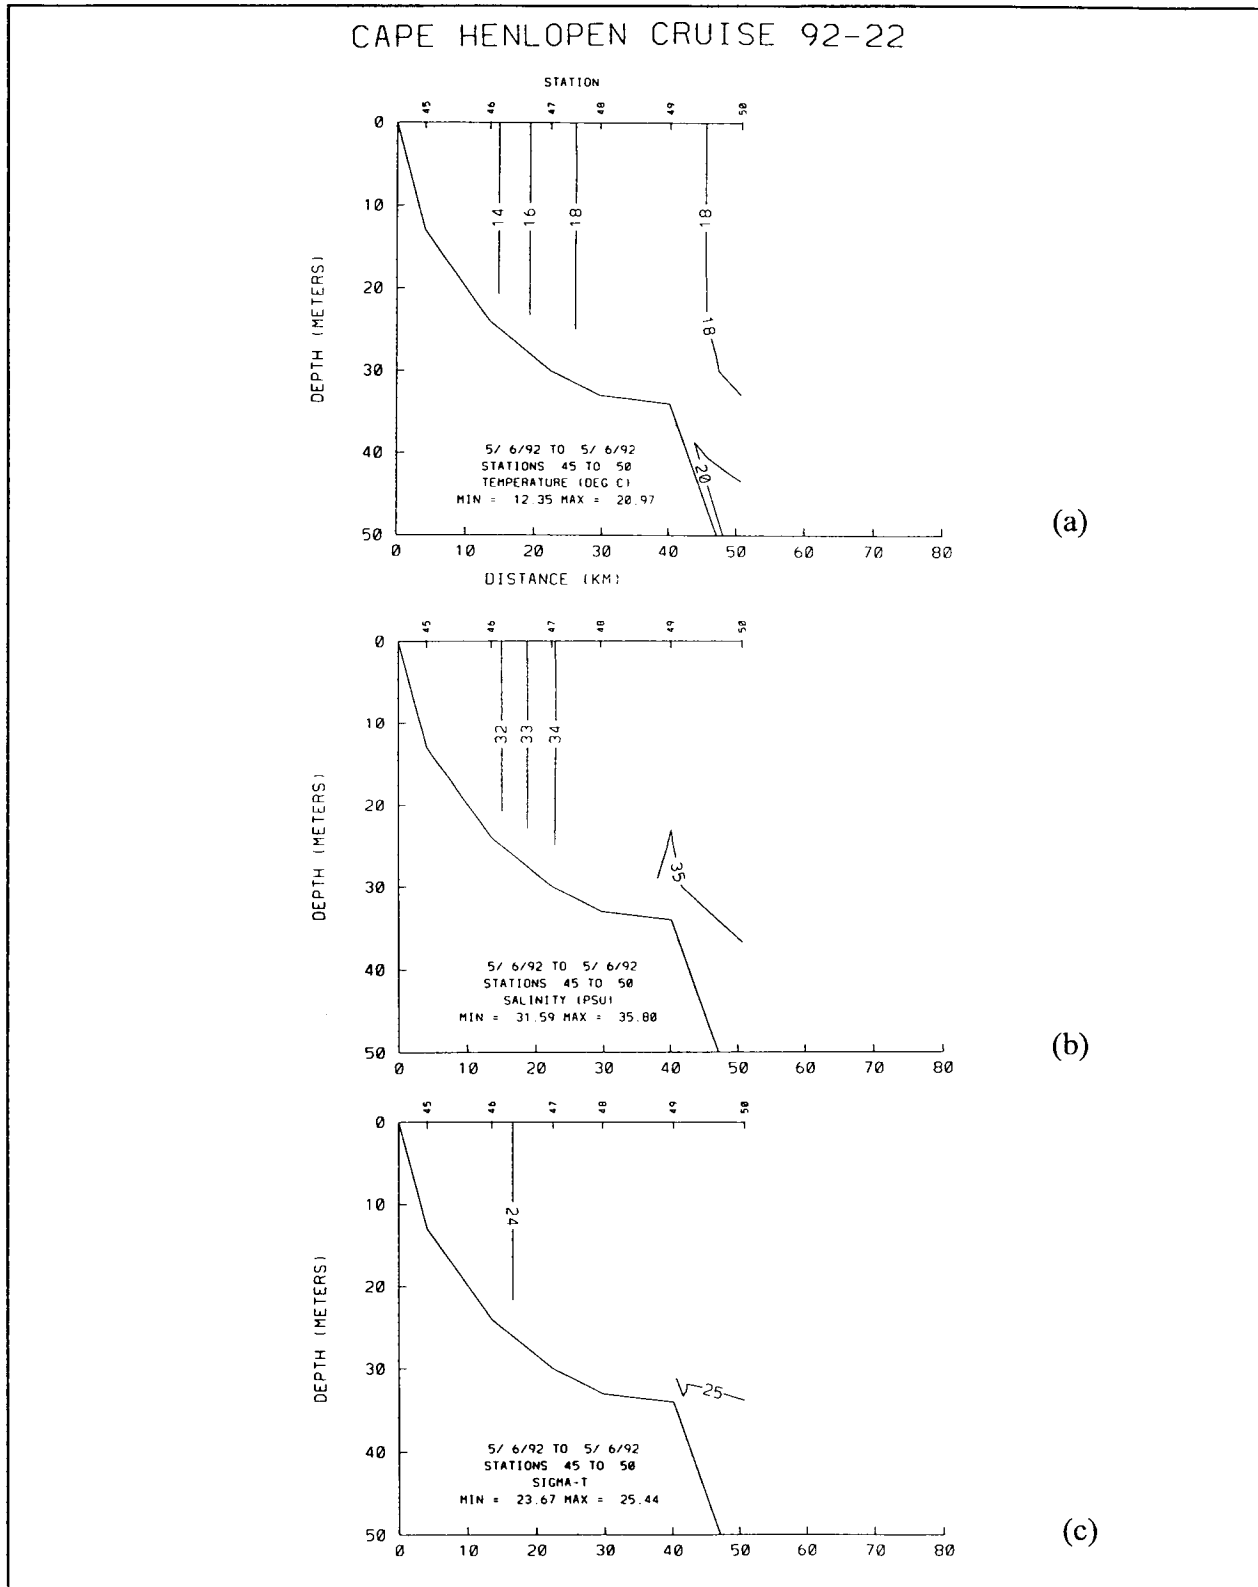 CAPE HENLOPEN CRUISE 92-22
STATION
45 46 47 48 49 50
0
10
20
30
40
50
DEPTH (METERS)
14 16 18 18
18
20
5/ 6/92 TO 5/ 6/92
STATIONS 45 TO 50
TEMPERATURE (DEG C)
MIN = 12.35 MAX = 20.97
0 10 20 30 40 50 60 70 80
DISTANCE (KM)
(a)
45 46 47 48 49 50
0
10
20
30
40
50
DEPTH (METERS)
32 33 34
35
5/ 6/92 TO 5/ 6/92
STATIONS 45 TO 50
SALINITY (PSU)
MIN = 31.59 MAX = 35.80
0 10 20 30 40 50 60 70 80
(b)
45 46 47 48 49 50
0
10
20
30
40
50
DEPTH (METERS)
24
25
5/ 6/92 TO 5/ 6/92
STATIONS 45 TO 50
SIGMA-T
MIN = 23.67 MAX = 25.44
0 10 20 30 40 50 60 70 80
(c)